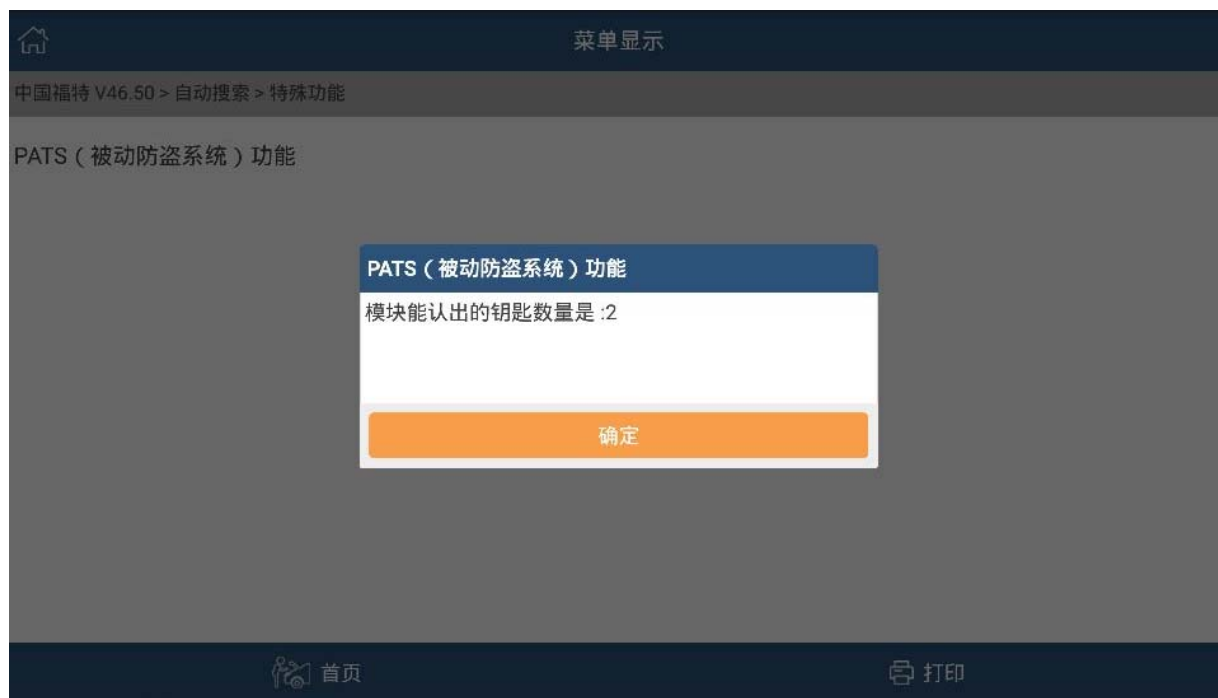 菜单显示
中国福特 V46.50 > 自动搜索 > 特殊功能
PATS（被动防盗系统）功能
PATS（被动防盗系统）功能
模块能认出的钥匙数量是 :2
确定
首页
打印